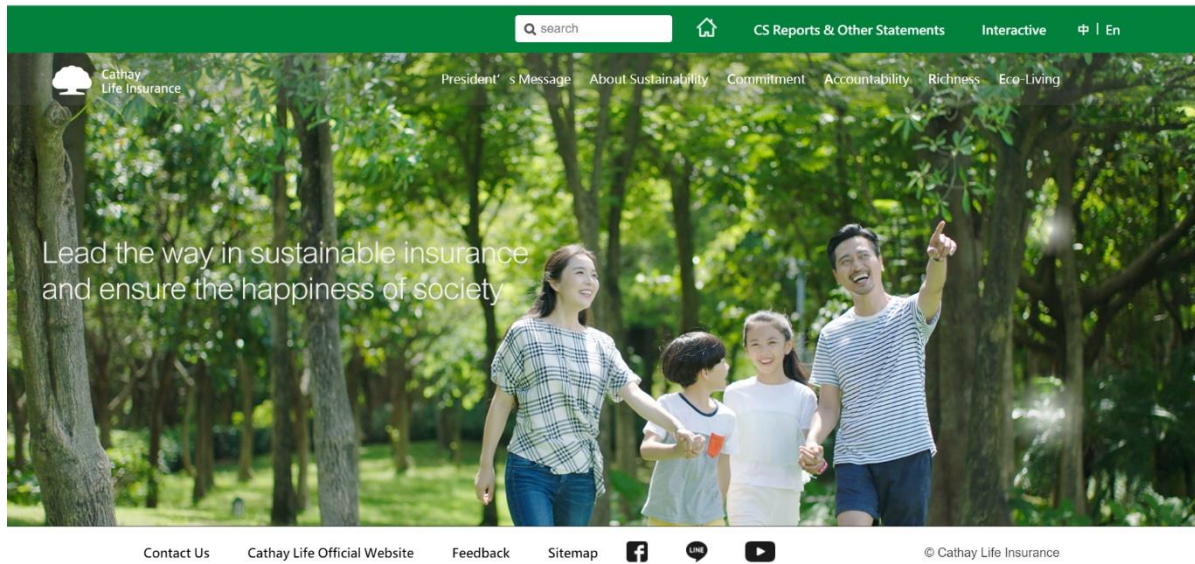 search
CS Reports & Other Statements
Interactive
中 | En
Cathay
Life Insurance
President’s Message
About Sustainability
Commitment
Accountability
Richness
Eco-Living
Lead the way in sustainable insurance
and ensure the happiness of society
Contact Us
Cathay Life Official Website
Feedback
Sitemap
LINE
© Cathay Life Insurance